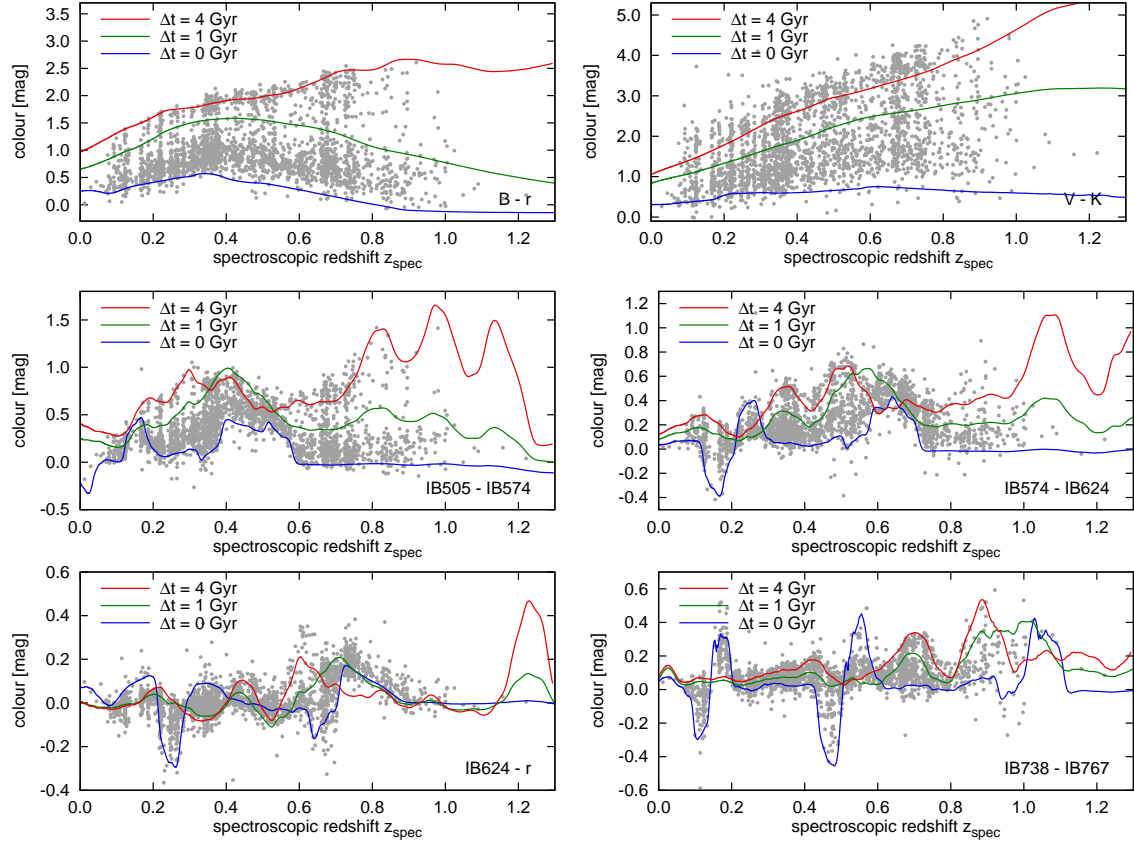 3.5
3.0
2.5
2.0
1.5
1.0
0.5
0.0
colour [mag]
Δt = 4 Gyr
Δt = 1 Gyr
Δt = 0 Gyr
B - r
0.0 0.2 0.4 0.6 0.8 1.0 1.2
spectroscopic redshift z_spec
5.0
4.0
3.0
2.0
1.0
0.0
colour [mag]
Δt = 4 Gyr
Δt = 1 Gyr
Δt = 0 Gyr
V - K
0.0 0.2 0.4 0.6 0.8 1.0 1.2
spectroscopic redshift z_spec
1.5
1.0
0.5
0.0
-0.5
colour [mag]
Δt = 4 Gyr
Δt = 1 Gyr
Δt = 0 Gyr
IB505 - IB574
0.0 0.2 0.4 0.6 0.8 1.0 1.2
spectroscopic redshift z_spec
1.2
1.0
0.8
0.6
0.4
0.2
0.0
-0.2
-0.4
colour [mag]
Δt = 4 Gyr
Δt = 1 Gyr
Δt = 0 Gyr
IB574 - IB624
0.0 0.2 0.4 0.6 0.8 1.0 1.2
spectroscopic redshift z_spec
0.6
0.4
0.2
0.0
-0.2
-0.4
colour [mag]
Δt = 4 Gyr
Δt = 1 Gyr
Δt = 0 Gyr
IB624 - r
0.0 0.2 0.4 0.6 0.8 1.0 1.2
spectroscopic redshift z_spec
0.6
0.4
0.2
0.0
-0.2
-0.4
-0.6
colour [mag]
Δt = 4 Gyr
Δt = 1 Gyr
Δt = 0 Gyr
IB738 - IB767
0.0 0.2 0.4 0.6 0.8 1.0 1.2
spectroscopic redshift z_spec